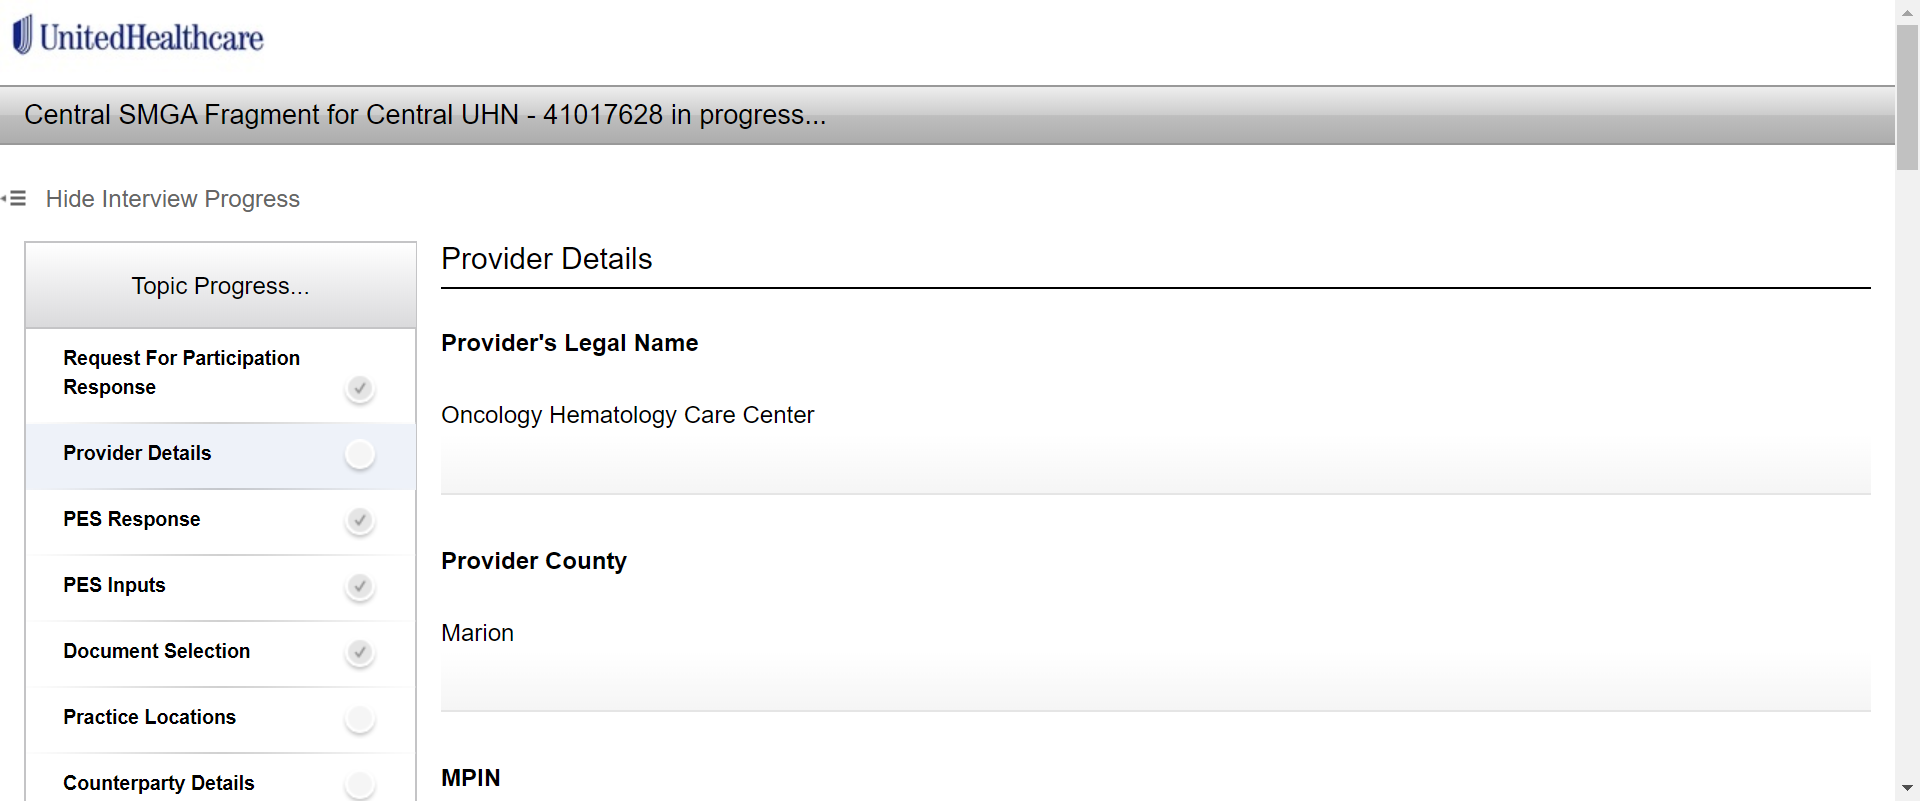 UnitedHealthcare
Central SMGA Fragment for Central UHN - 41017628 in progress...
Hide Interview Progress
Topic Progress...
Request For Participation
Response
Provider Details
PES Response
PES Inputs
Document Selection
Practice Locations
Counterparty Details
Provider Details
Provider's Legal Name
Oncology Hematology Care Center
Provider County
Marion
MPIN